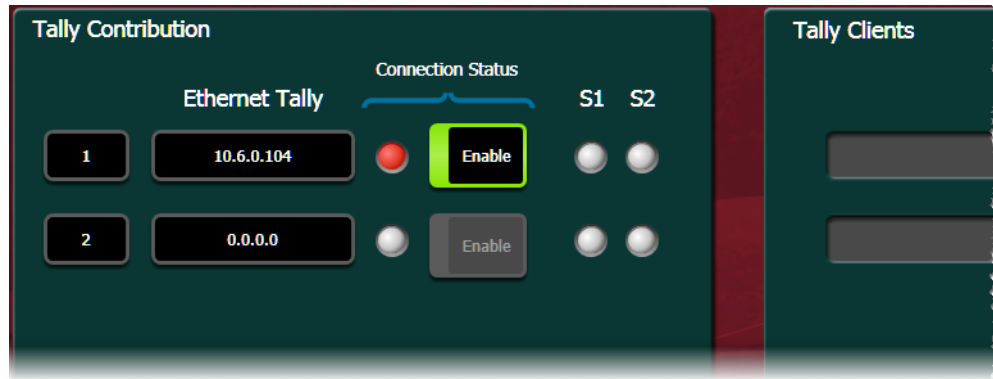 Tally Contribution
Tally Clients
Connection Status
Ethernet Tally
S1 S2
1
10.6.0.104
Enable
2
0.0.0.0
Enable